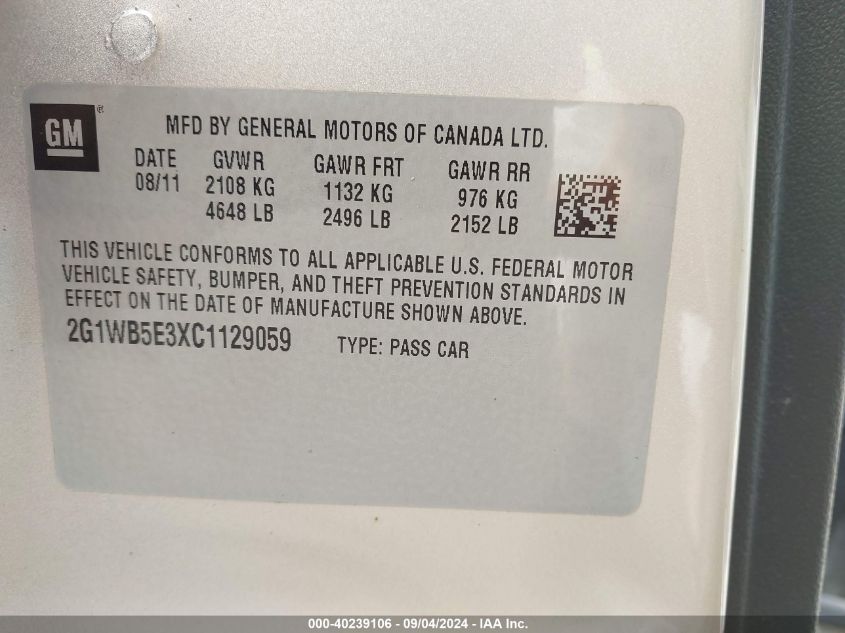 GM ®
MFD BY GENERAL MOTORS OF CANADA LTD.
DATE GVWR GAWR FRT GAWR RR
08/11 2108 KG 1132 KG 976 KG
4648 LB 2496 LB 2152 LB
THIS VEHICLE CONFORMS TO ALL APPLICABLE U.S. FEDERAL MOTOR
VEHICLE SAFETY, BUMPER, AND THEFT PREVENTION STANDARDS IN
EFFECT ON THE DATE OF MANUFACTURE SHOWN ABOVE.
2G1WB5E3XC1129059 TYPE: PASS CAR
000-40239106 - 09/04/2024 - IAA Inc.